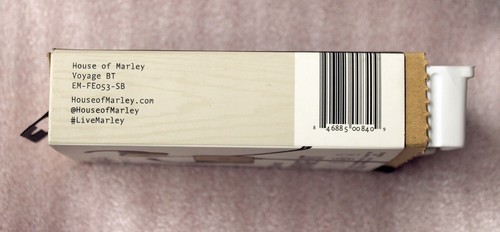 House of Marley
Voyage BT
EM-FE053-SB
HouseofMarley.com
@HouseofMarley
#LiveMarley
8 46885 00840 9